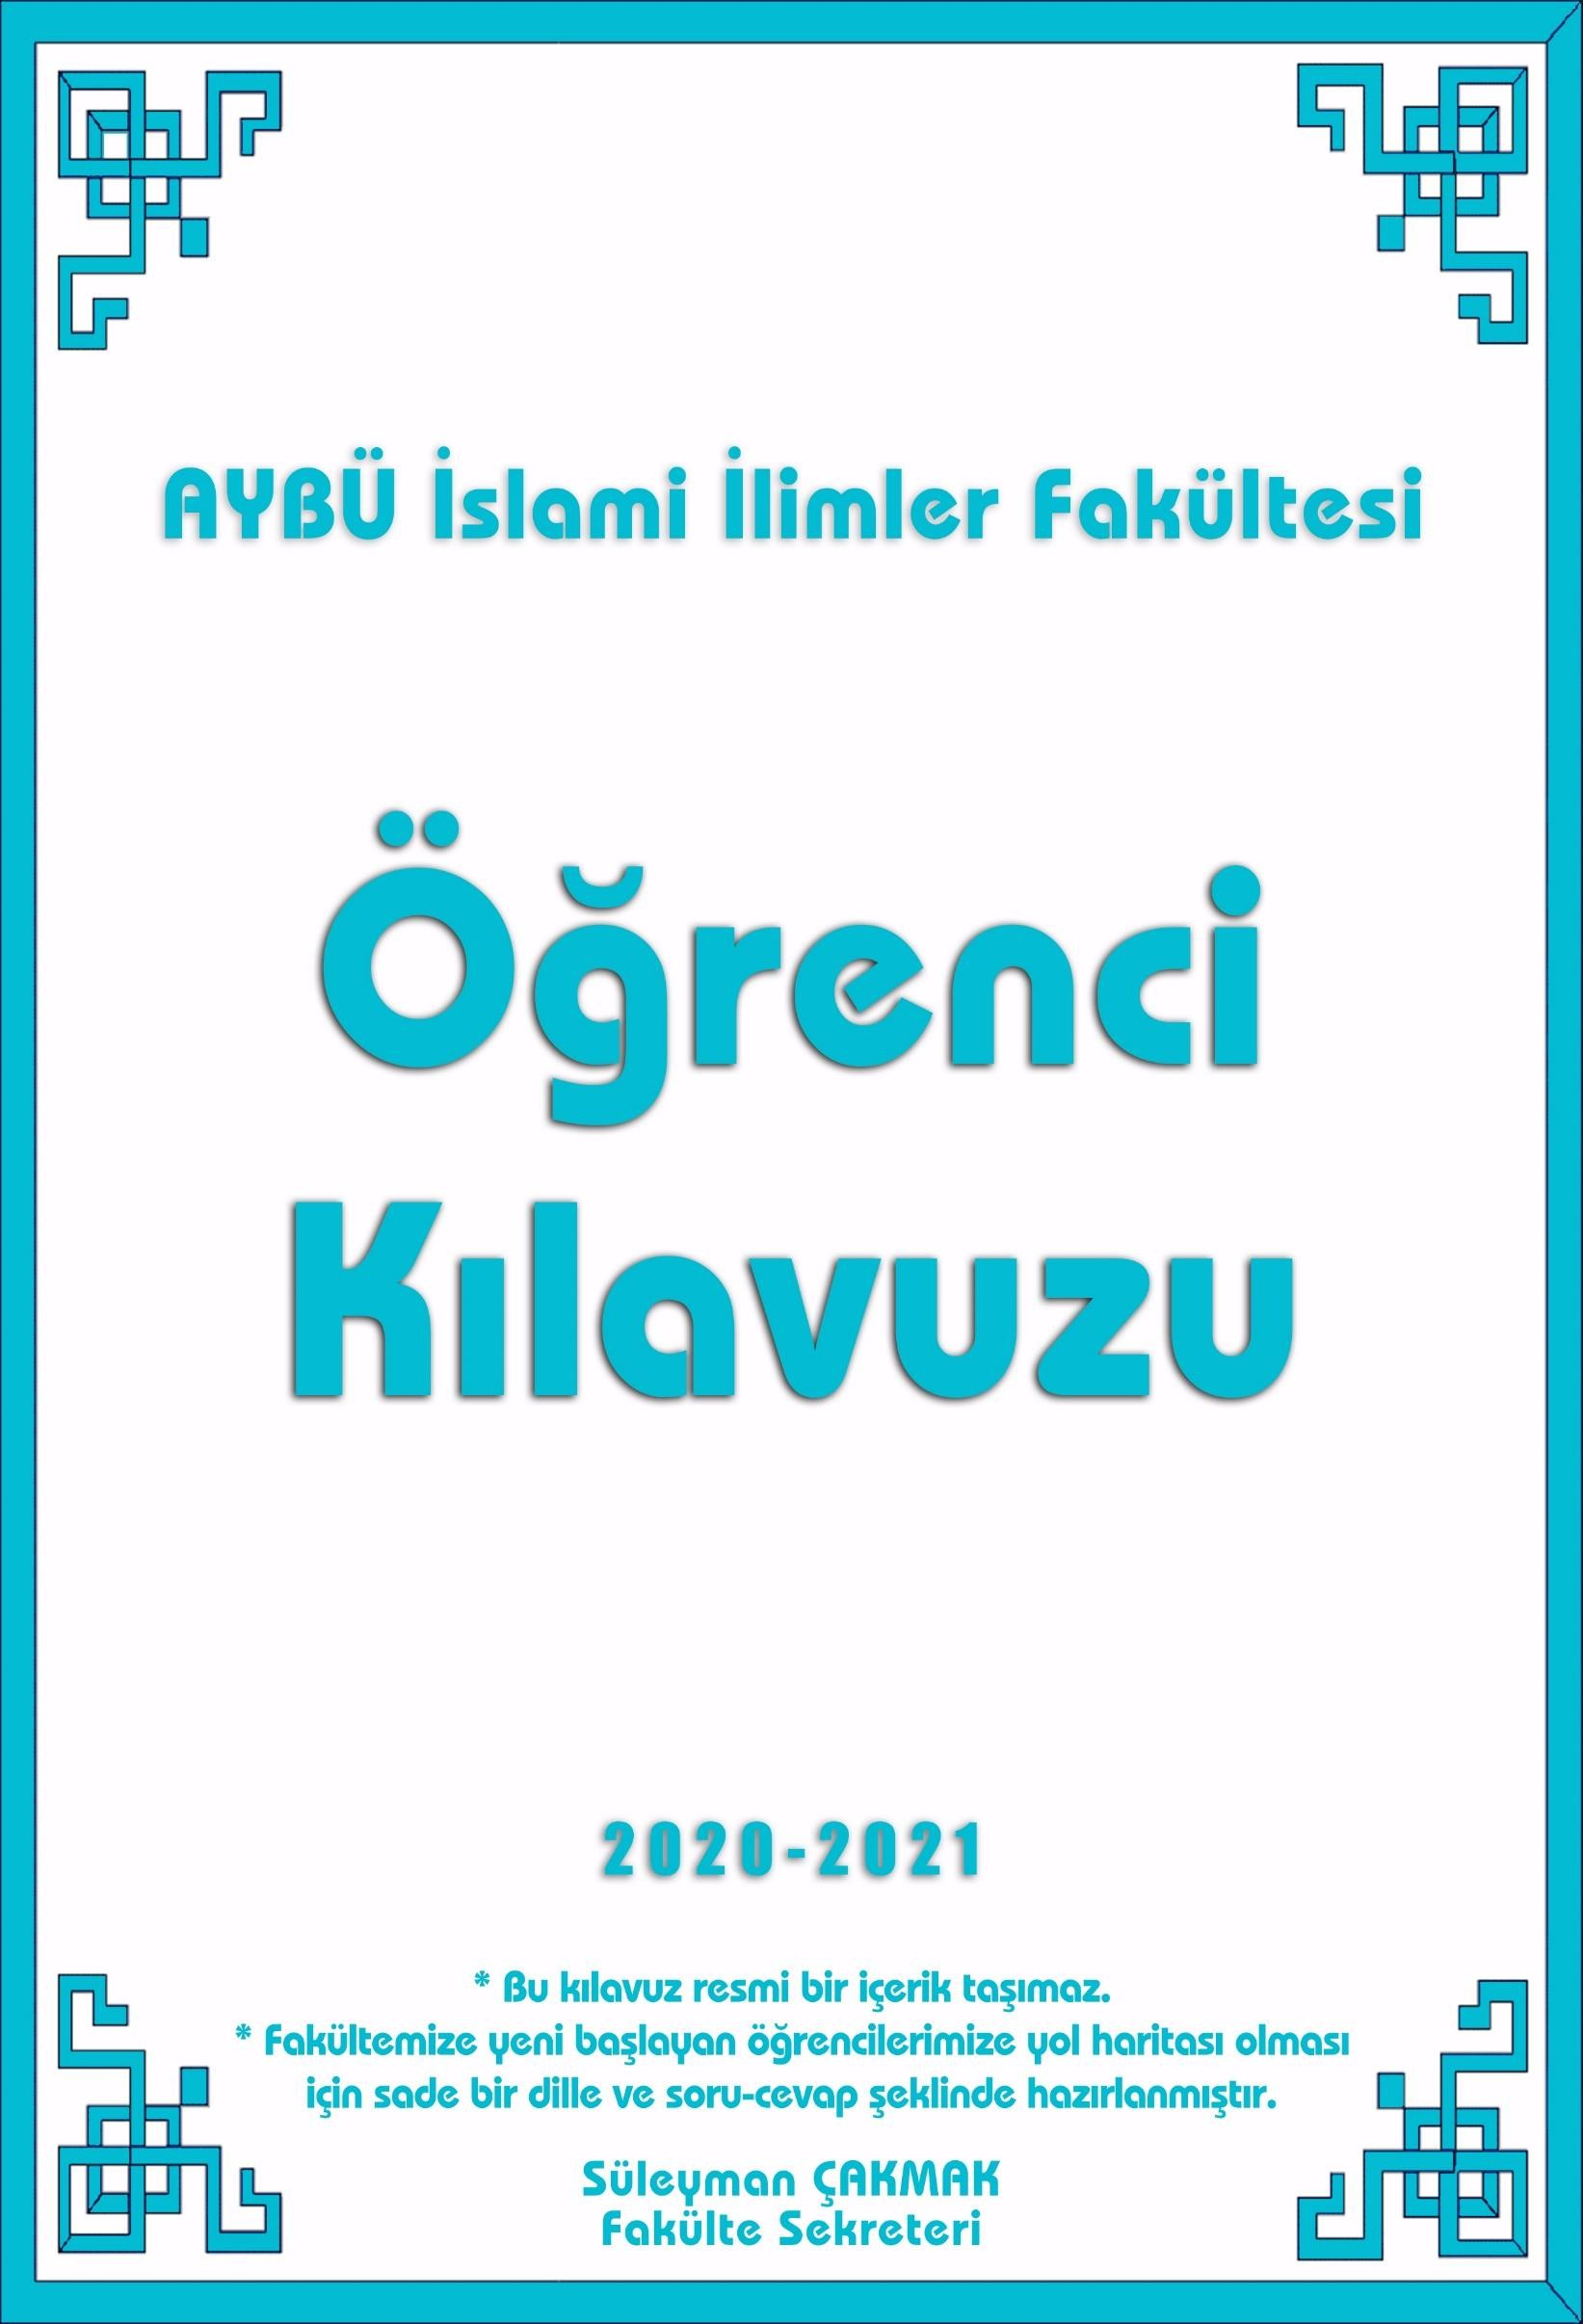 AYBÜ İslami İlimler Fakültesi
Öğrenci
Kılavuzu
2020-2021
* Bu kılavuz resmi bir içerik taşımaz.
* Fakültemize yeni başlayan öğrencilerimize yol haritası olması
için sade bir dille ve soru-cevap şeklinde hazırlanmıştır.
Süleyman ÇAKMAK
Fakülte Sekreteri